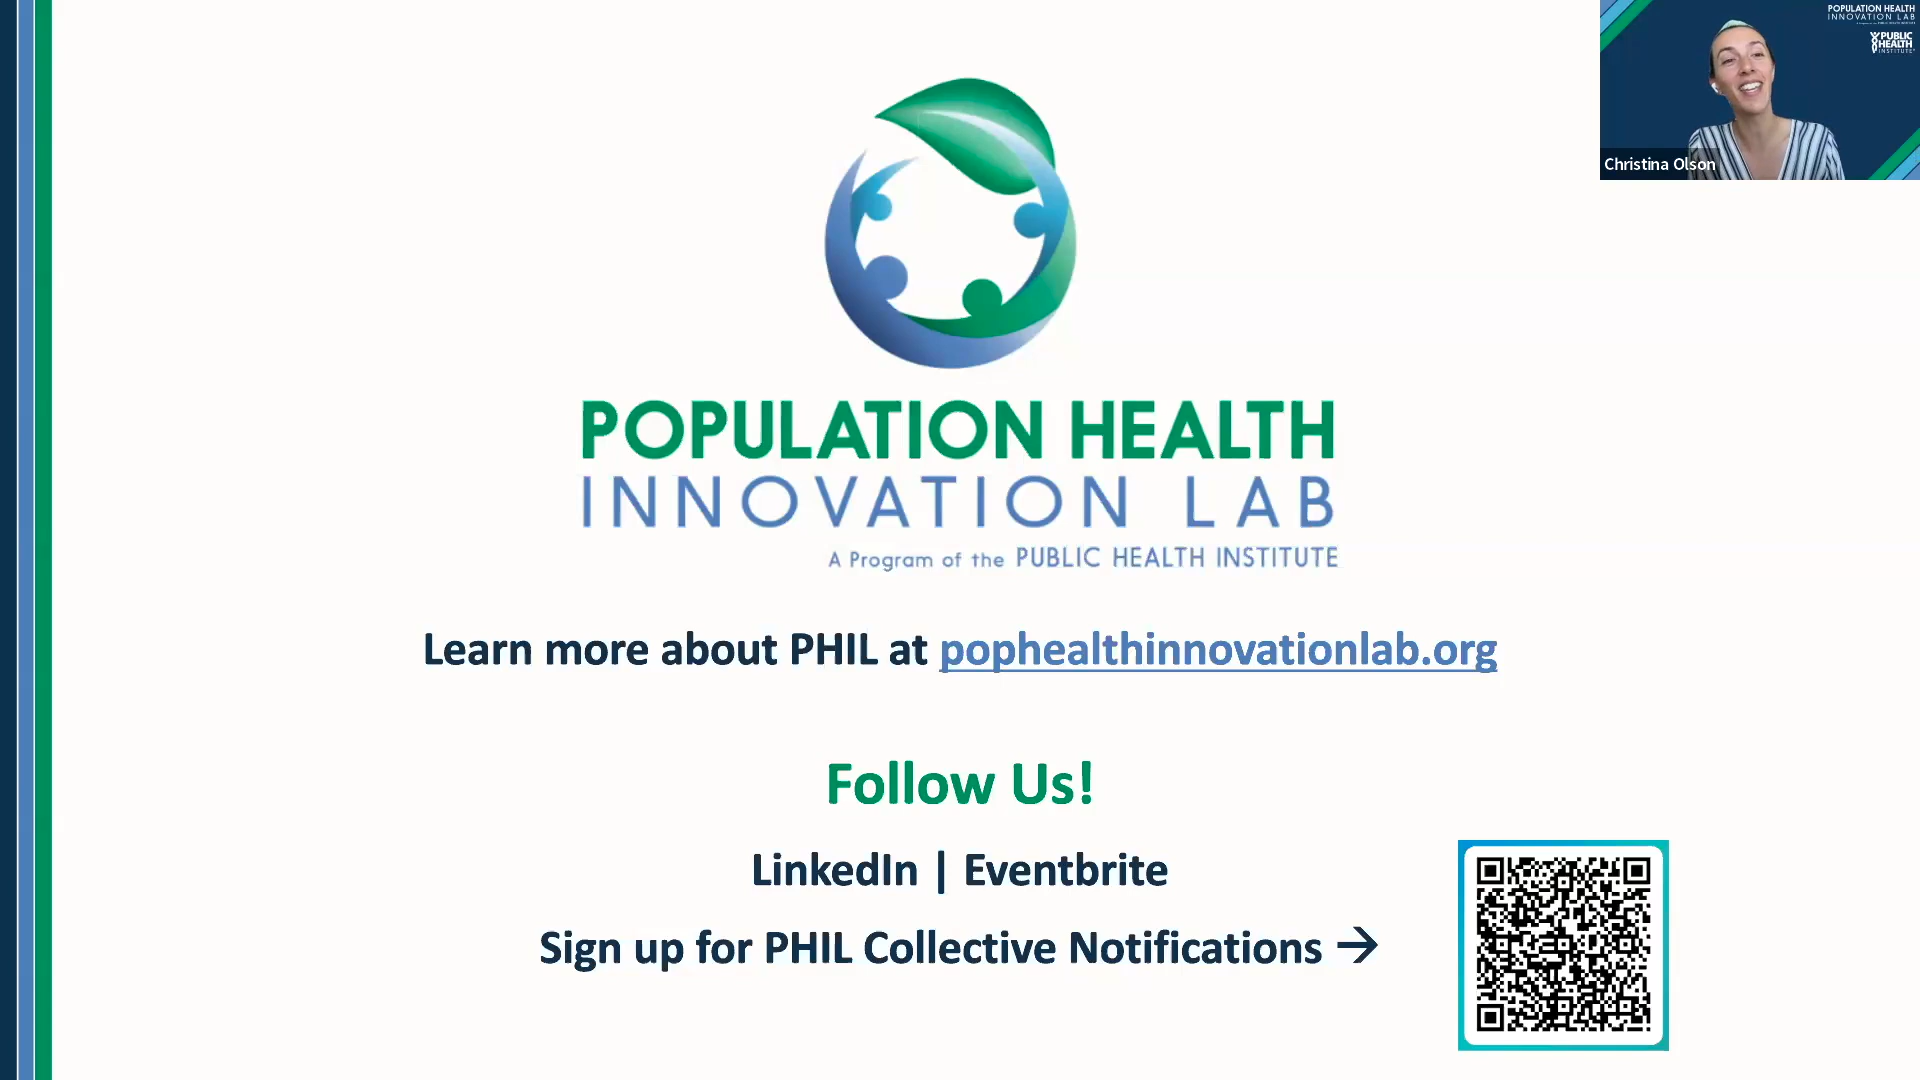 POPULATION HEALTH
INNOVATION LAB
PUBLIC
HEALTH
INSTITUTE
Christina Olson
POPULATION HEALTH
INNOVATION LAB
A Program of the PUBLIC HEALTH INSTITUTE
Learn more about PHIL at pophealthinnovationlab.org
Follow Us!
LinkedIn | Eventbrite
Sign up for PHIL Collective Notifications →